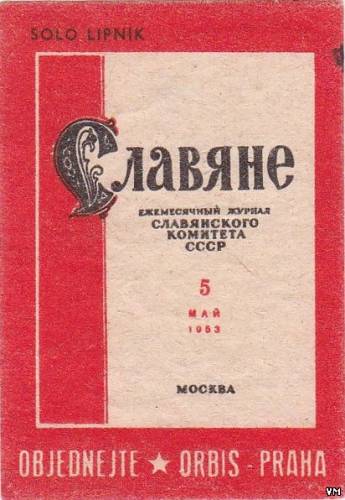 SOLO LIPNÍK
Славяне
ЕЖЕМЕСЯЧНЫЙ ЖУРНАЛ
СЛАВЯНСКОГО
КОМИТЕТА
СССР
5
МАЙ
1953
МОСКВА
OBJEDNEJTE ★ ORBIS - PRAHA
VM